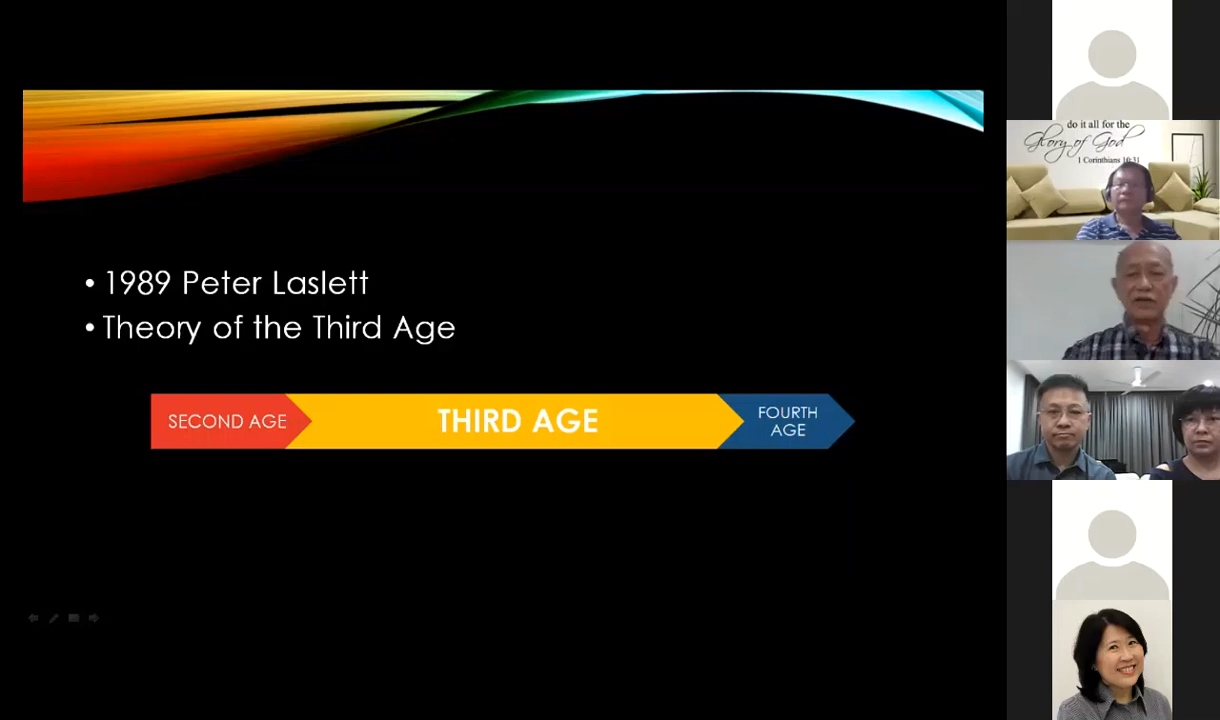 • 1989 Peter Laslett
• Theory of the Third Age
SECOND AGE
THIRD AGE
FOURTH
AGE
do it all for the
Glory of God
1 Corinthians 10:31